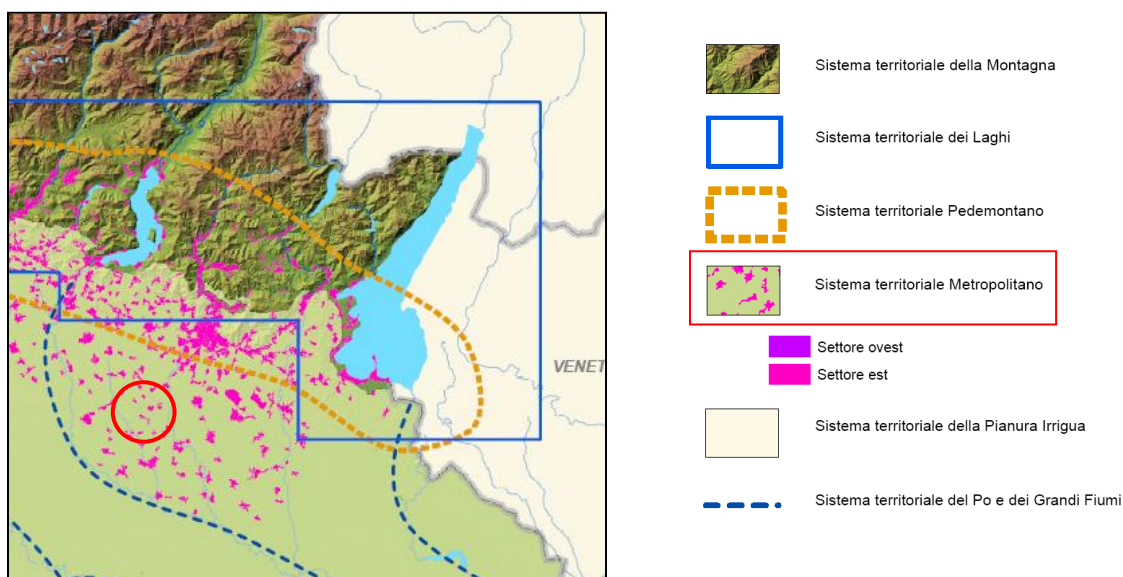 VENET
Sistema territoriale della Montagna
Sistema territoriale dei Laghi
Sistema territoriale Pedemontano
Sistema territoriale Metropolitano
Settore ovest
Settore est
Sistema territoriale della Pianura Irrigua
Sistema territoriale del Po e dei Grandi Fiumi